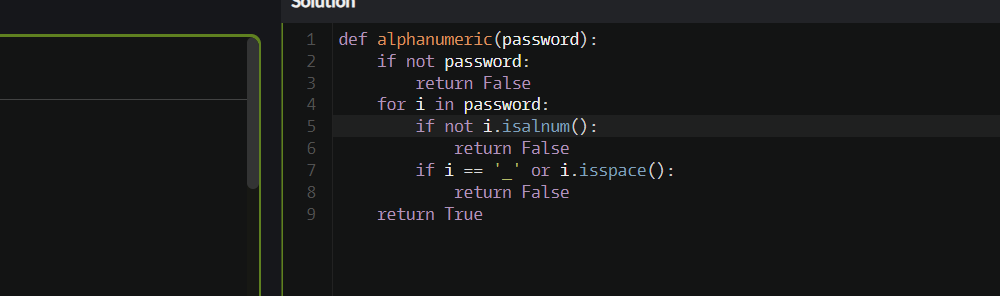 Solution
1 def alphanumeric(password):
2     if not password:
3         return False
4     for i in password:
5         if not i.isalnum():
6             return False
7         if i == '_' or i.isspace():
8             return False
9     return True